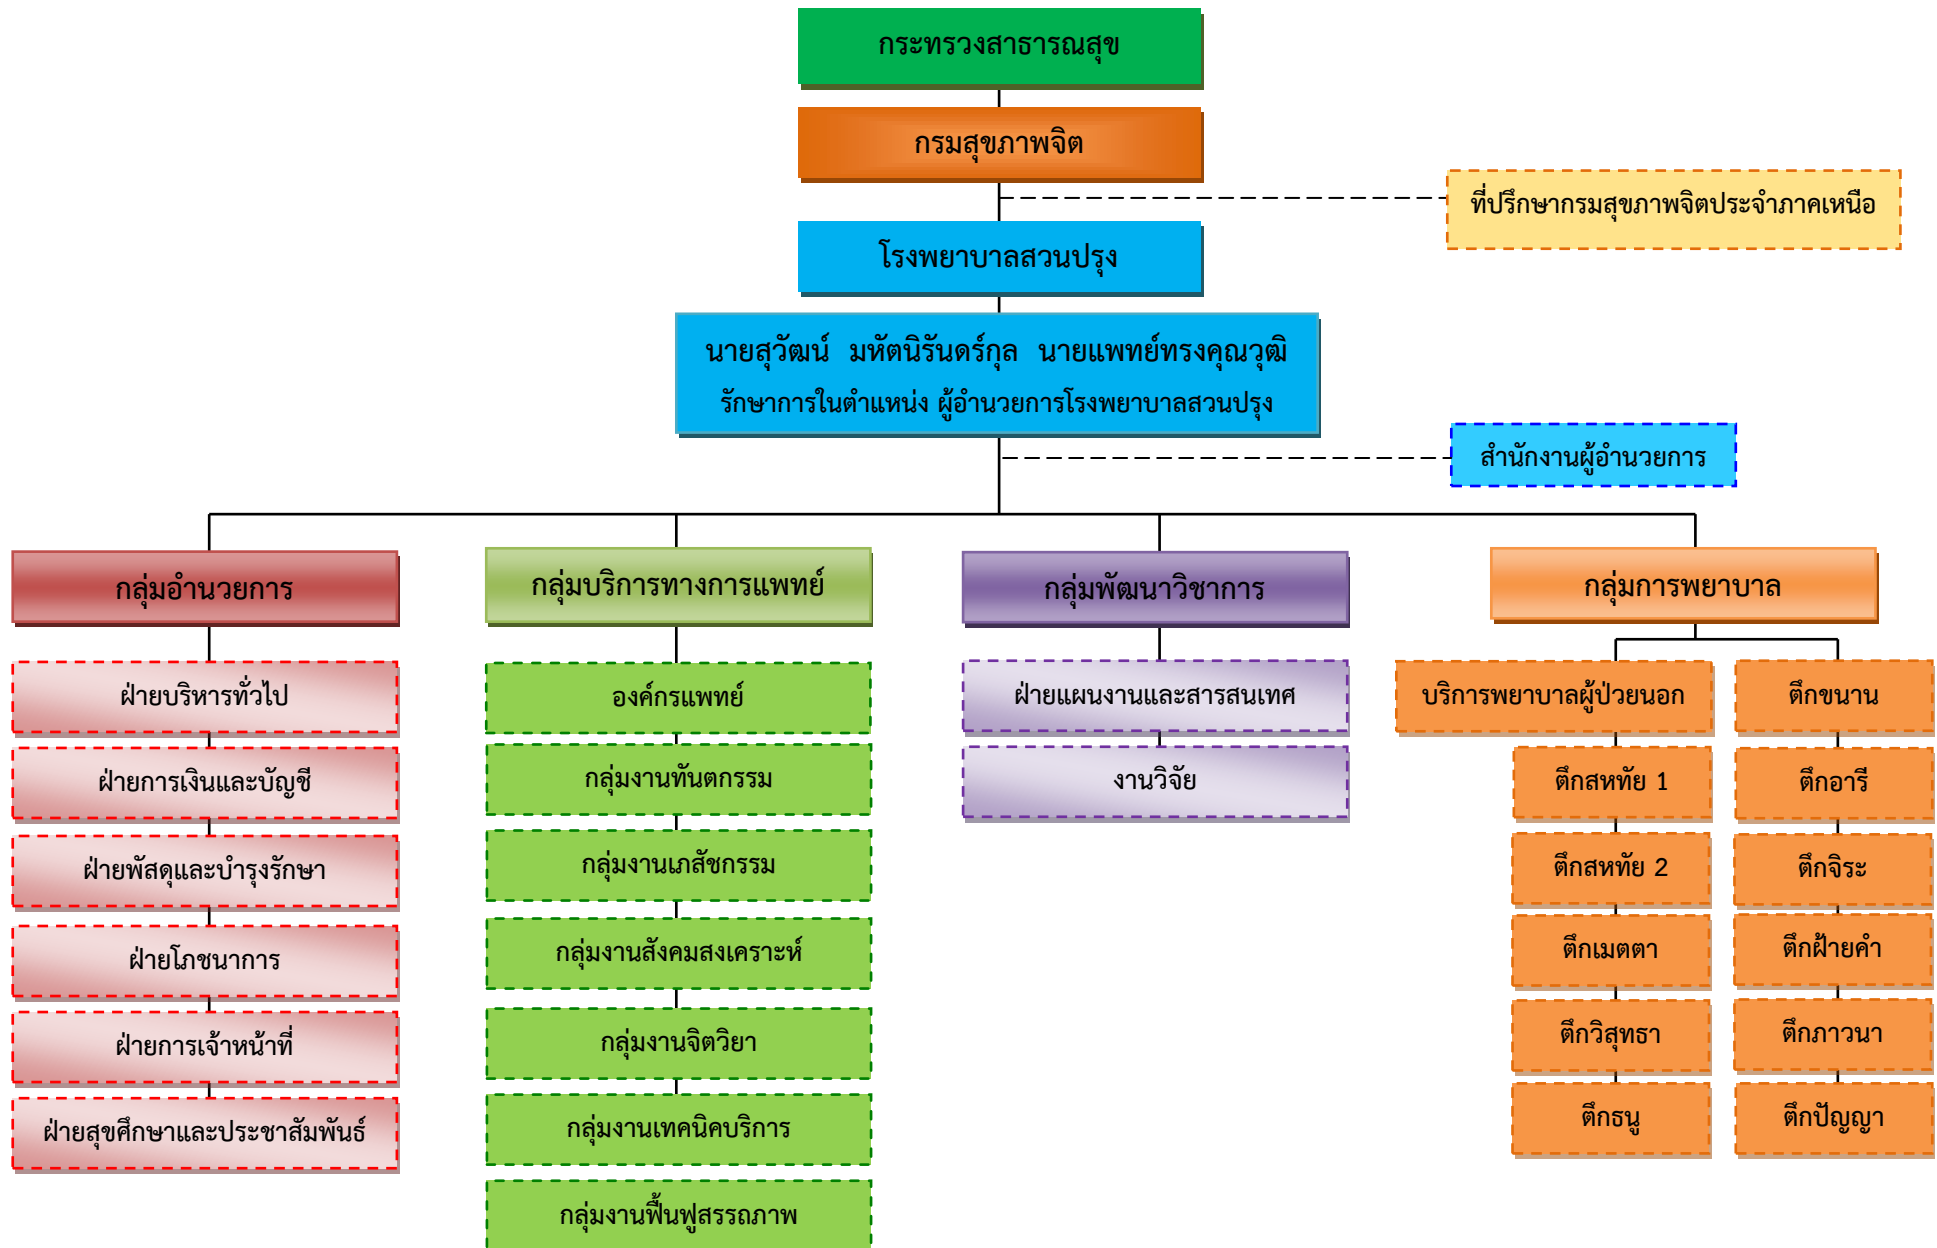 กระทรวงสาธารณสุข
กรมสุขภาพจิต
ที่ปรึกษากรมสุขภาพจิตประจำภาคเหนือ
โรงพยาบาลสวนปรุง
นายสุวัฒน์ มหัตนิรันดร์กุล นายแพทย์ทรงคุณวุฒิ
รักษาการในตำแหน่ง ผู้อำนวยการโรงพยาบาลสวนปรุง
สำนักงานผู้อำนวยการ
กลุ่มอำนวยการ
ฝ่ายบริหารทั่วไป
ฝ่ายการเงินและบัญชี
ฝ่ายพัสดุและบำรุงรักษา
ฝ่ายโภชนาการ
ฝ่ายการเจ้าหน้าที่
ฝ่ายสุขศึกษาและประชาสัมพันธ์
กลุ่มบริการทางการแพทย์
องค์กรแพทย์
กลุ่มงานทันตกรรม
กลุ่มงานเภสัชกรรม
กลุ่มงานสังคมสงเคราะห์
กลุ่มงานจิตวิยา
กลุ่มงานเทคนิคบริการ
กลุ่มงานฟื้นฟูสรรถภาพ
กลุ่มพัฒนาวิชาการ
ฝ่ายแผนงานและสารสนเทศ
งานวิจัย
กลุ่มการพยาบาล
บริการพยาบาลผู้ป่วยนอก
ตึกสหทัย 1
ตึกสหทัย 2
ตึกเมตตา
ตึกวิสุทธา
ตึกธนู
ตึกขนาน
ตึกอารี
ตึกจิระ
ตึกฝ้ายคำ
ตึกภาวนา
ตึกปัญญา